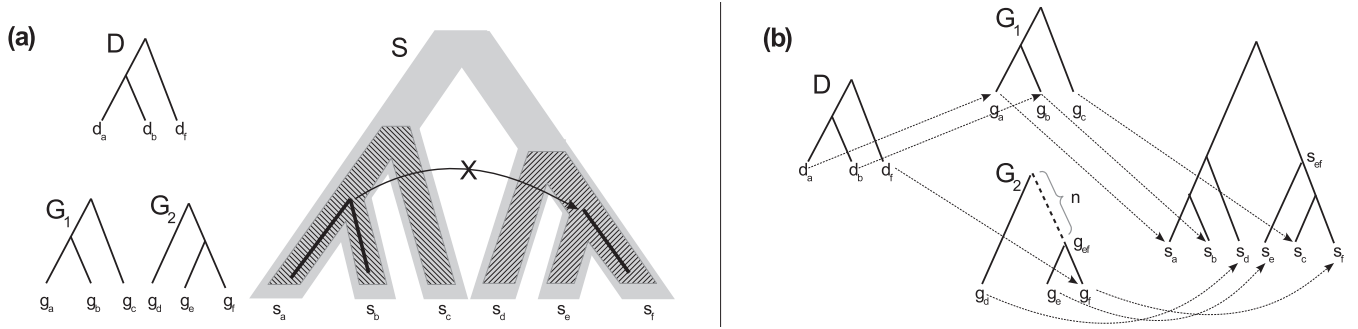 (a)
D
d_a d_b d_f
G_1 G_2
g_a g_b g_c g_d g_e g_f
S
X
s_a s_b s_c s_d s_e s_f
(b)
D
d_a d_b d_f
G_1
g_a g_b g_c
G_2
n
g_ef
g_d g_e g_f
s_ef
s_a s_b s_d s_e s_c s_f